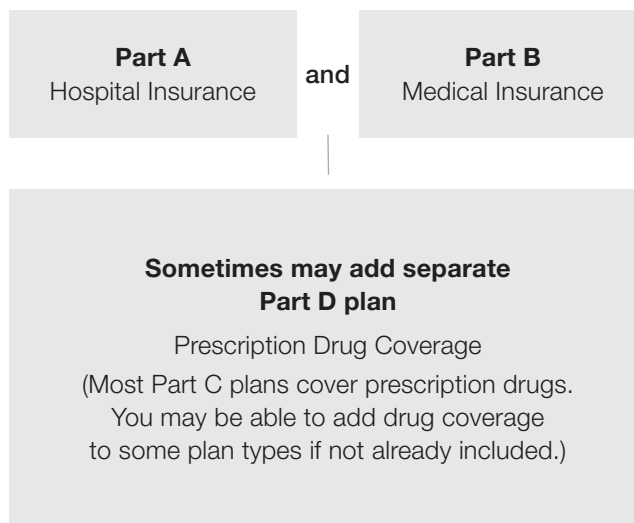 Part A
Hospital Insurance
and
Part B
Medical Insurance
Sometimes may add separate
Part D plan
Prescription Drug Coverage
(Most Part C plans cover prescription drugs.
You may be able to add drug coverage
to some plan types if not already included.)